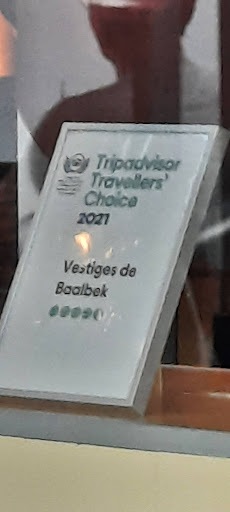 Tripadvisor
Travellers'
Choice
2021
Vestiges de
Baalbek